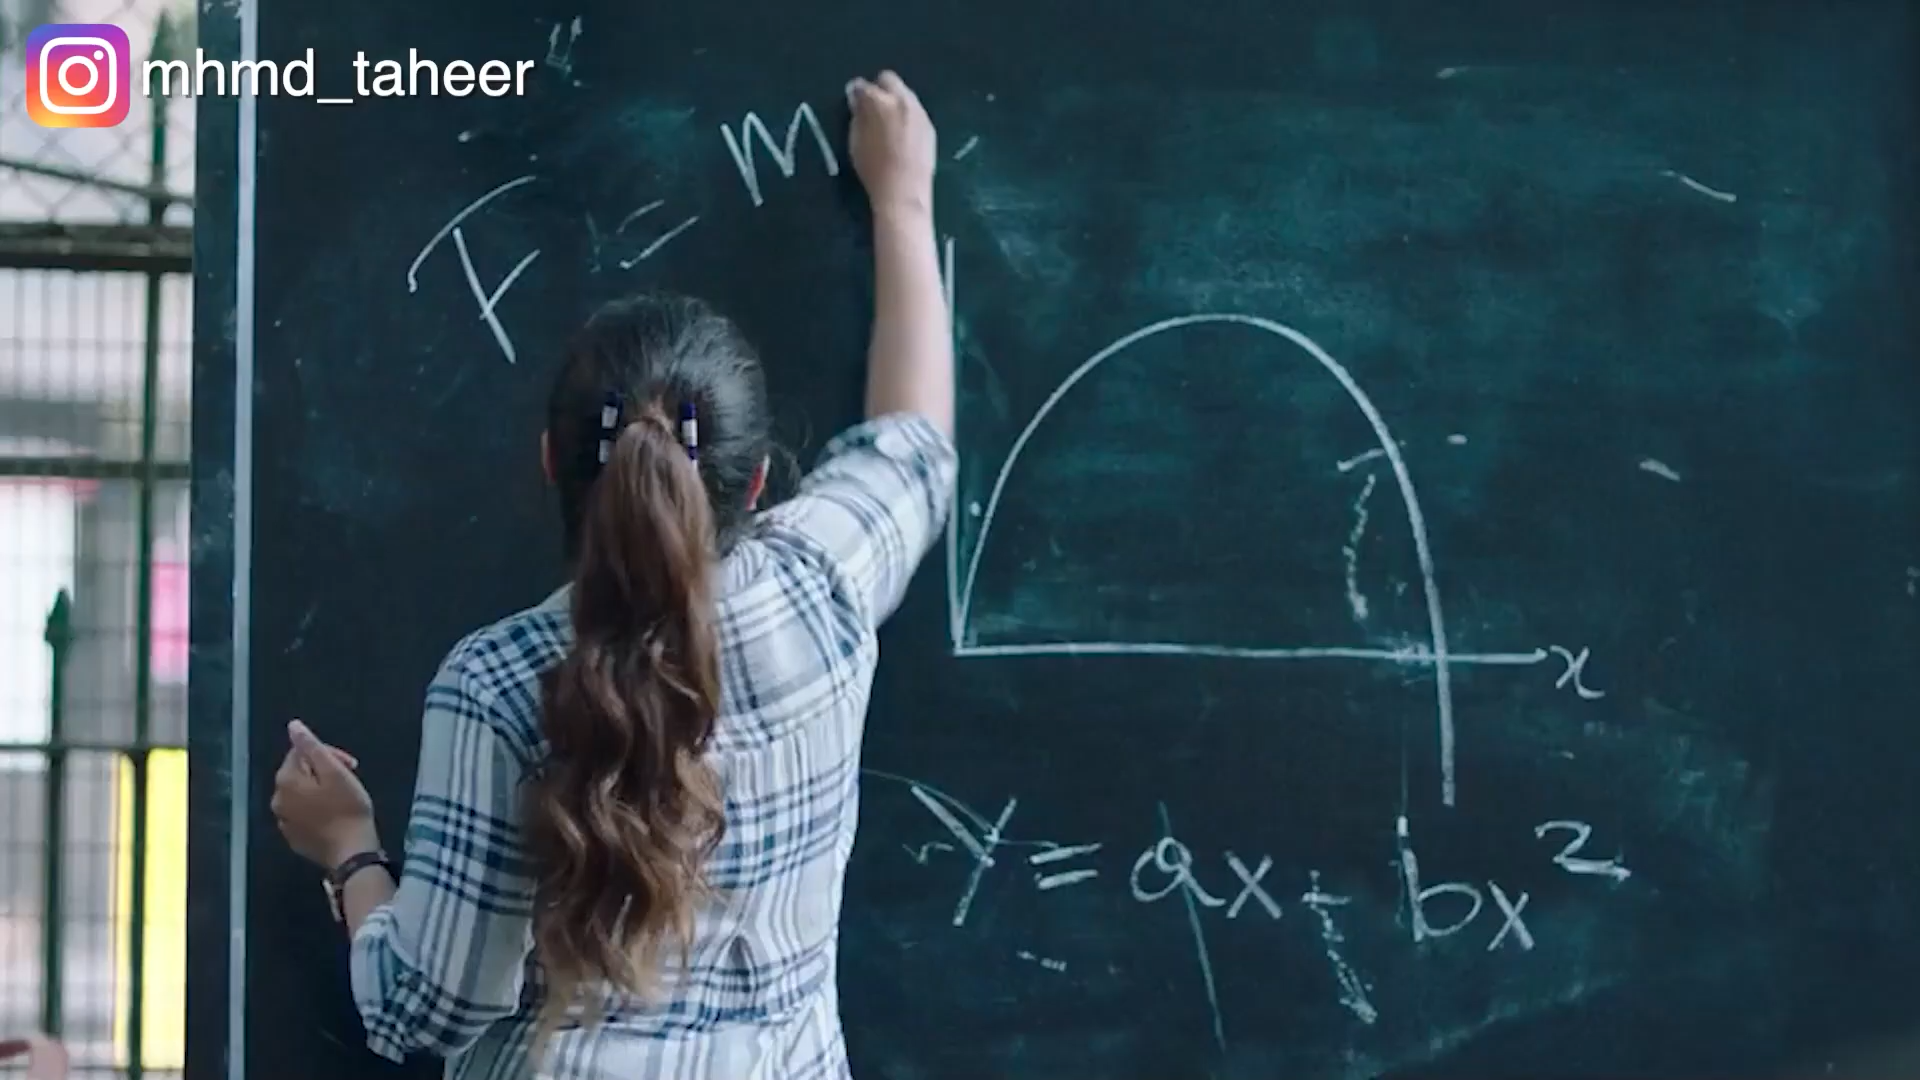 mhmd_taheer
F = m
x
y = ax + bx²